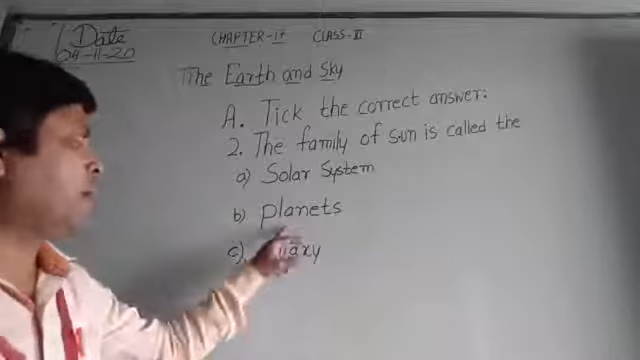 Date
04-11-20
CHAPTER-17 CLASS-II
The Earth and Sky
A. Tick the correct answer:
2. The family of sun is called the
a) Solar System
b) planets
c).